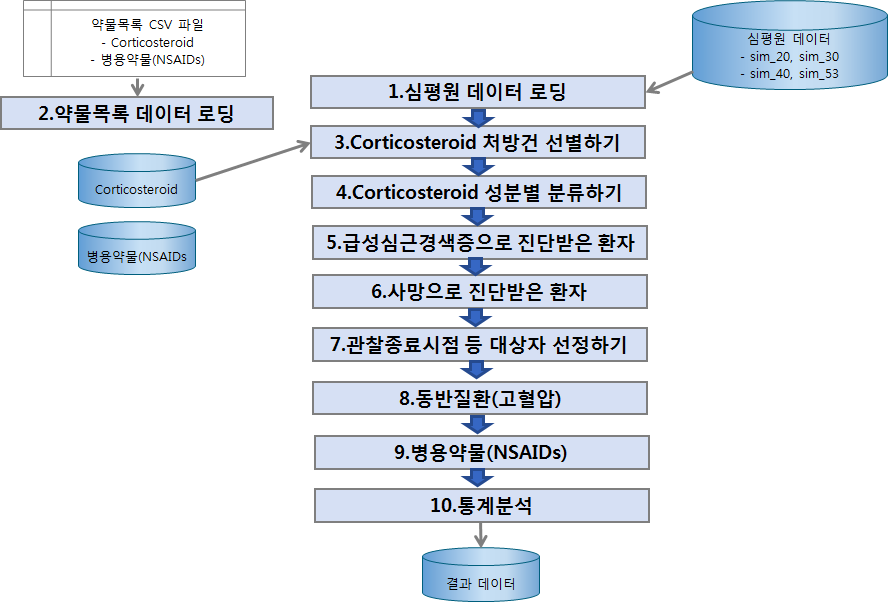 약물목록 CSV 파일
- Corticosteroid
- 병용약물(NSAIDs)
심평원 데이터
- sim_20, sim_30
- sim_40, sim_53
1.심평원 데이터 로딩
2.약물목록 데이터 로딩
3.Corticosteroid 처방건 선별하기
Corticosteroid
4.Corticosteroid 성분별 분류하기
병용약물(NSAIDs
5.급성심근경색증으로 진단받은 환자
6.사망으로 진단받은 환자
7.관찰종료시점 등 대상자 선정하기
8.동반질환(고혈압)
9.병용약물(NSAIDs)
10.통계분석
결과 데이터